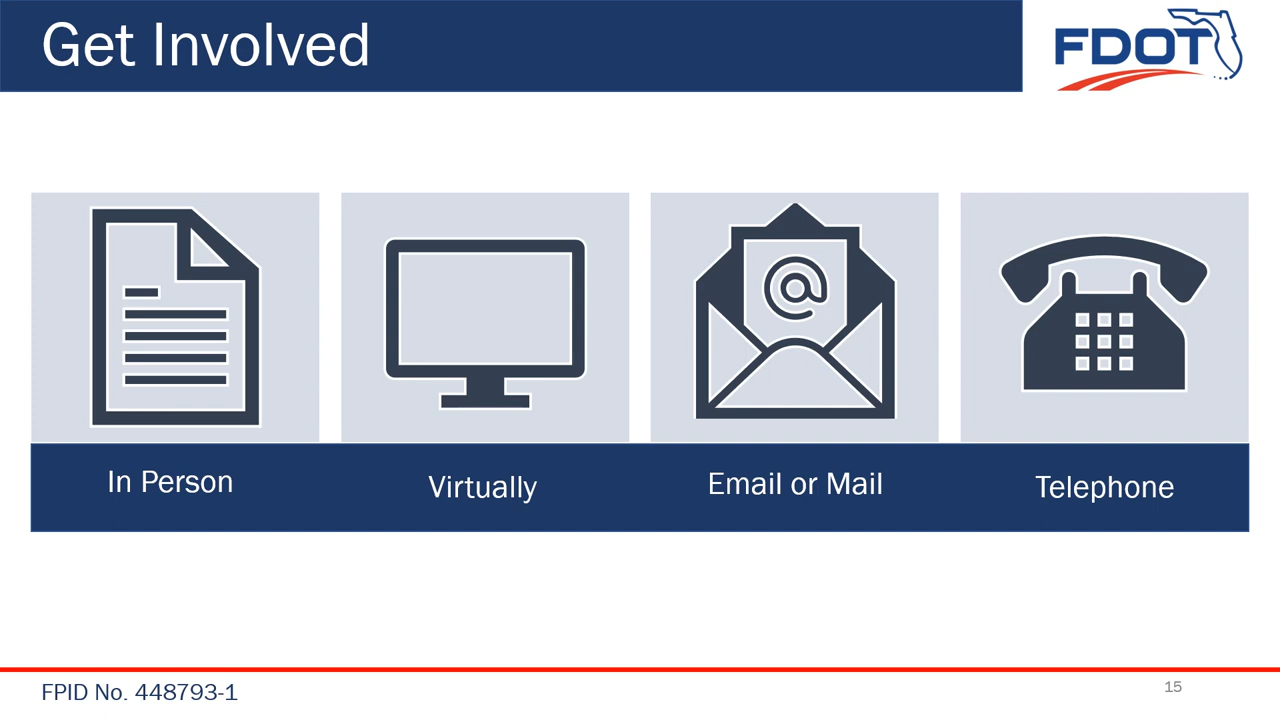 Get Involved
FDOT
@
In Person
Virtually
Email or Mail
Telephone
FPID No. 448793-1
15